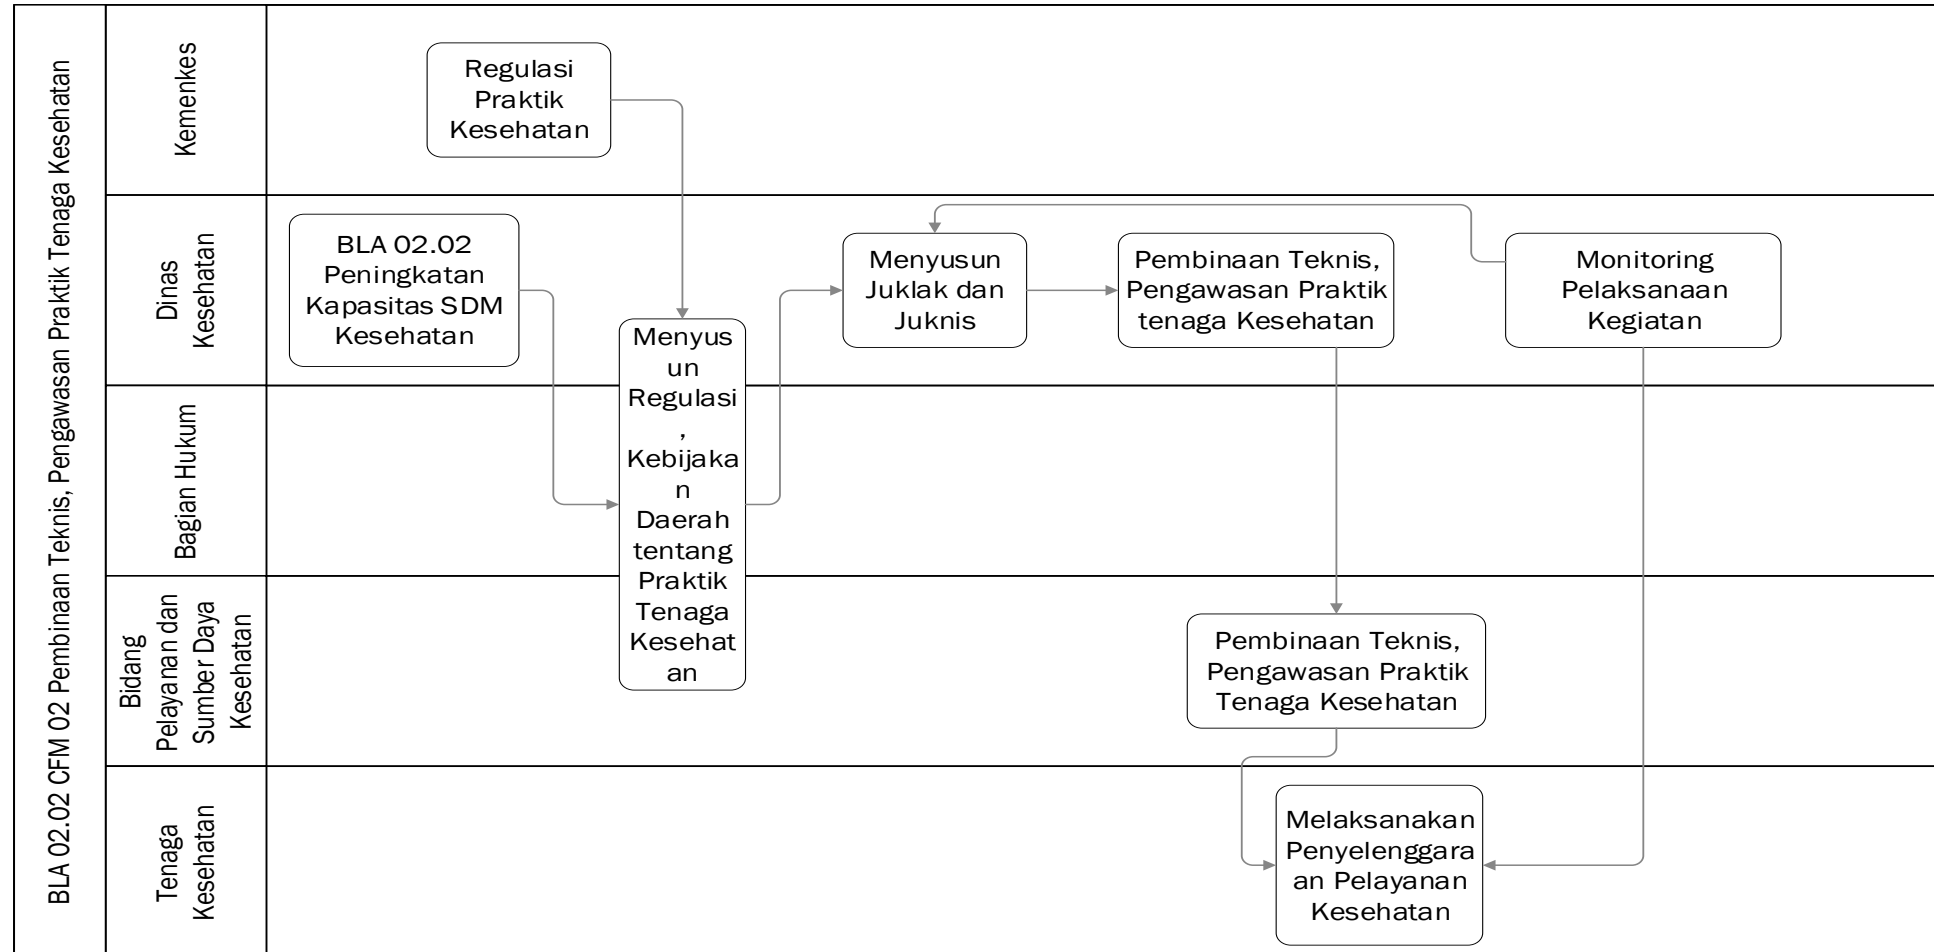 BLA 02.02 CFM 02 Pembinaan Teknis, Pengawasan Praktik Tenaga Kesehatan
Kemenkes
Regulasi
Praktik
Kesehatan
Dinas
Kesehatan
BLA 02.02
Peningkatan
Kapasitas SDM
Kesehatan
Menyus
un
Regulasi
,
Kebijaka
n
Daerah
tentang
Praktik
Tenaga
Kesehat
an
Menyusun
Juklak dan
Juknis
Pembinaan Teknis,
Pengawasan Praktik
tenaga Kesehatan
Monitoring
Pelaksanaan
Kegiatan
Bagian Hukum
Bidang
Pelayanan dan
Sumber Daya
Kesehatan
Pembinaan Teknis,
Pengawasan Praktik
Tenaga Kesehatan
Tenaga
Kesehatan
Melaksanakan
Penyelenggara
an Pelayanan
Kesehatan